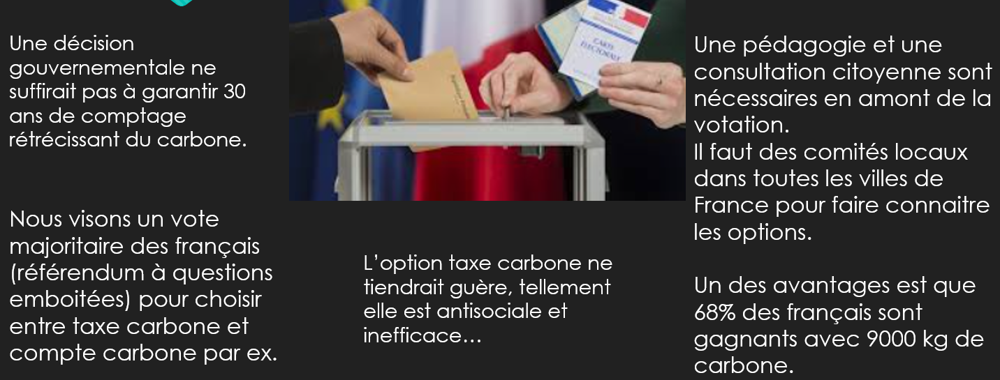 Une décision
gouvernementale ne
suffirait pas à garantir 30
ans de comptage
rétrécissant du carbone.
Nous visons un vote
majoritaire des français
(référendum à questions
emboitées) pour choisir
entre taxe carbone et
compte carbone par ex.
CARTE
ÉLECTORALE
L'option taxe carbone ne
tiendrait guère, tellement
elle est antisociale et
inefficace…
Une pédagogie et une
consultation citoyenne sont
nécessaires en amont de la
votation.
Il faut des comités locaux
dans toutes les villes de
France pour faire connaitre
les options.
Un des avantages est que
68% des français sont
gagnants avec 9000 kg de
carbone.